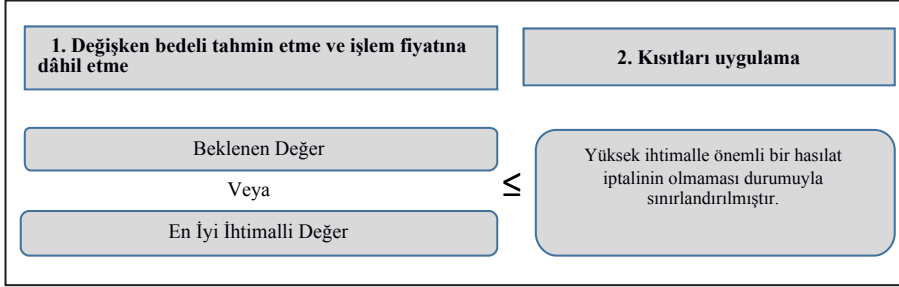 1. Değişken bedeli tahmin etme ve işlem fiyatına
dâhil etme
2. Kısıtları uygulama
Beklenen Değer
Veya
En İyi İhtimalli Değer
≤
Yüksek ihtimalle önemli bir hasılat
iptalinin olmaması durumuyla
sınırlandırılmıştır.